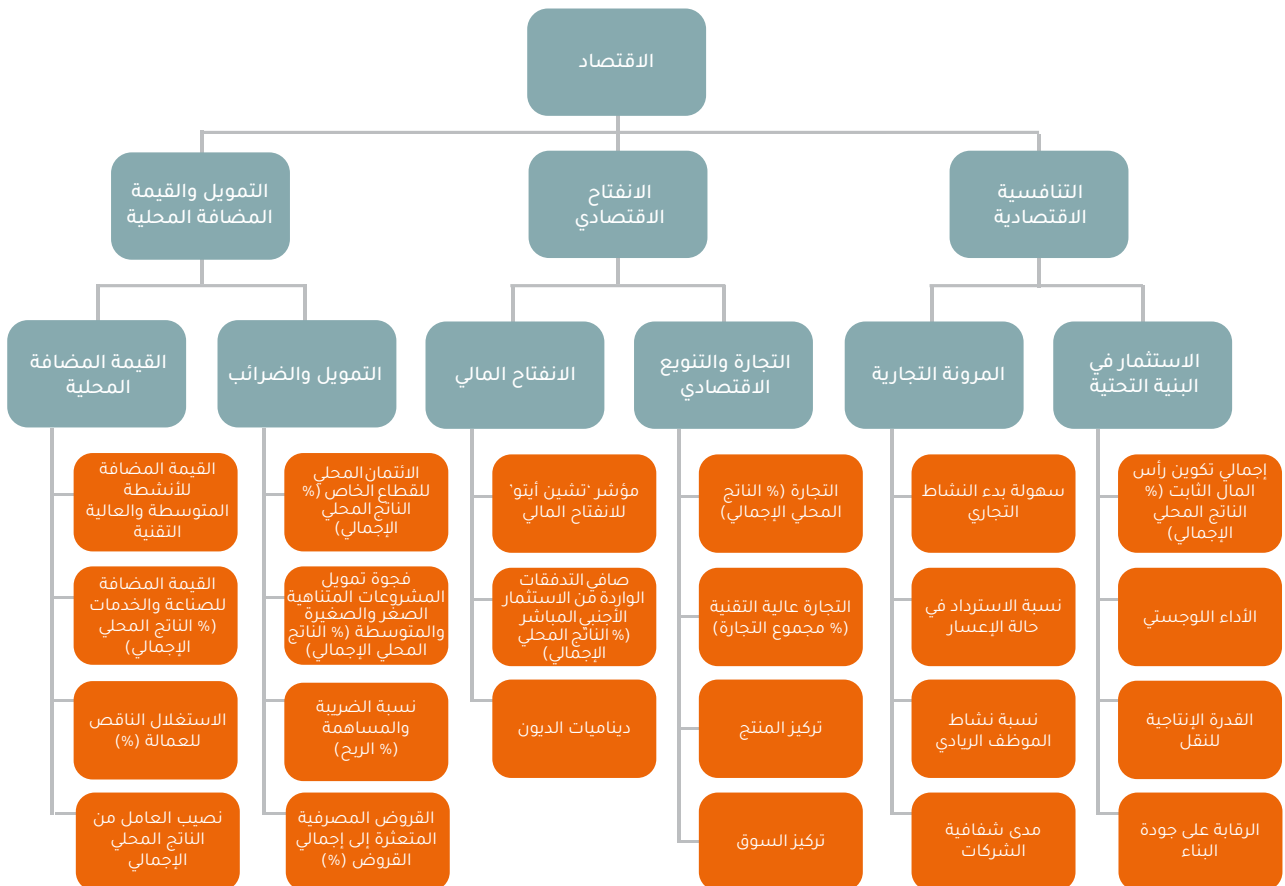 الاقتصاد
التنافسية
الاقتصادية
الانفتاح
الاقتصادي
التمويل والقيمة
المضافة المحلية
الاستثمار في
البنية التحتية
المرونة التجارية
التجارة والتنويع
الاقتصادي
الانفتاح المالي
التمويل والضرائب
القيمة المضافة
المحلية
إجمالي تكوين رأس
المال الثابت (%
الناتج المحلي
الإجمالي)
سهولة بدء النشاط
التجاري
التجارة (% الناتج
المحلي الإجمالي)
مؤشر ‘تشين أيتو’
للانفتاح المالي
الائتمان المحلي
للقطاع الخاص (%
الناتج المحلي
الإجمالي)
القيمة المضافة
للأنشطة
المتوسطة والعالية
التقنية
الأداء اللوجستي
نسبة الاسترداد في
حالة الإعسار
التجارة عالية التقنية
(% مجموع التجارة)
صافي التدفقات
الواردة من الاستثمار
الأجنبي المباشر
(% الناتج المحلي
الإجمالي)
فجوة تمويل
المشروعات المتناهية
الصغر والصغيرة
والمتوسطة (% الناتج
المحلي الإجمالي)
القيمة المضافة
للصناعة والخدمات
(% الناتج المحلي
الإجمالي)
القدرة الإنتاجية
للنقل
نسبة نشاط
الموظف الريادي
تركيز المنتج
ديناميات الديون
نسبة الضريبة
والمساهمة
(% الربح)
الاستغلال الناقص
للعمالة (%)
الرقابة على جودة
البناء
مدى شفافية
الشركات
تركيز السوق
القروض المصرفية
المتعثرة إلى إجمالي
القروض (%)
نصيب العامل من
الناتج المحلي
الإجمالي